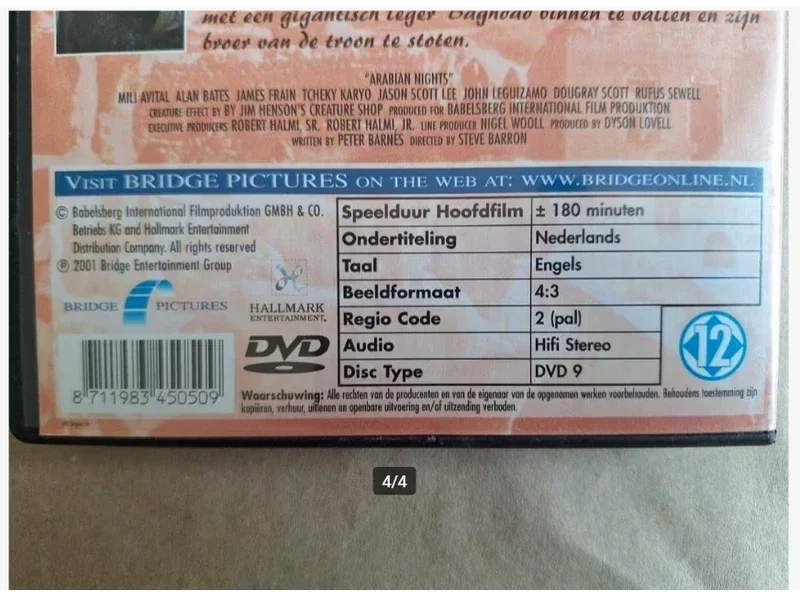 met een gigantisch leger Bagdad binnen te vallen en zijn
broer van de troon te stoten.
"ARABIAN NIGHTS"
MILI AVITAL ALAN BATES JAMES FRAIN TCHEKY KARYO JASON SCOTT LEE JOHN LEGUIZAMO DOUGRAY SCOTT RUFUS SEWELL
CREATURE EFFECT BY BY JIM HENSON'S CREATURE SHOP PRODUCED FOR BABELSBERG INTERNATIONAL FILM PRODUKTION
EXECUTIVE PRODUCERS ROBERT HALMI, SR. ROBERT HALMI, JR. LINE PRODUCER NIGEL WOOLL PRODUCED BY DYSON LOVELL
WRITTEN BY PETER BARNES DIRECTED BY STEVE BARRON
VISIT BRIDGE PICTURES ON THE WEB AT: WWW.BRIDGEONLINE.NL
© Babelsberg International Filmproduktion GMBH & CO.
Betriebs KG and Hallmark Entertainment
Distribution Company. All rights reserved
℗ 2001 Bridge Entertainment Group
BRIDGE PICTURES
HALLMARK
ENTERTAINMENT.
DVD
8 711983 450509
Speelduur Hoofdfilm ± 180 minuten
Ondertiteling Nederlands
Taal Engels
Beeldformaat 4:3
Regio Code 2 (pal)
Audio Hifi Stereo
Disc Type DVD 9
12
Waarschuwing: Alle rechten van de producenten en van de eigenaar van de opgenomen werken voorbehouden. Behoudens toestemming zijn
kopiëren, verhuur, uitlenen en openbare uitvoering en/of uitzending verboden.
4/4